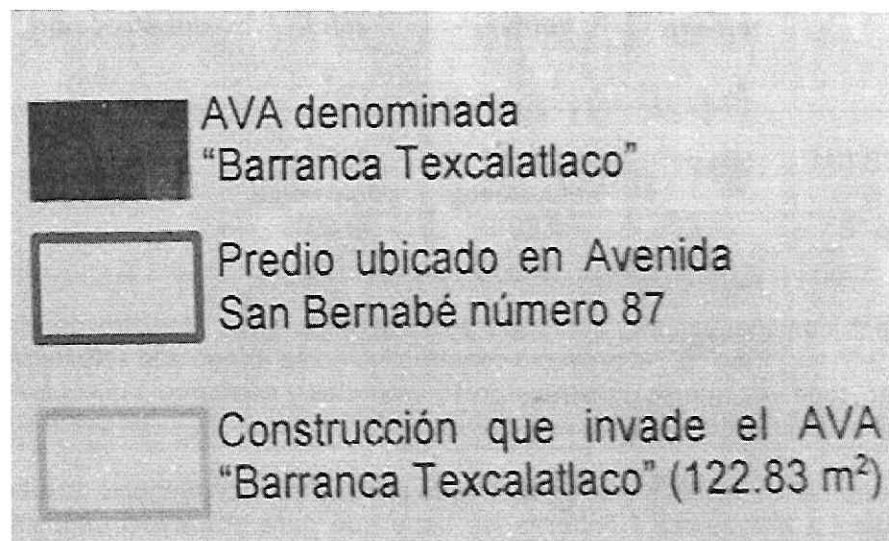 AVA denominada
“Barranca Texcalatlaco”
Predio ubicado en Avenida
San Bernabé número 87
Construcción que invade el AVA
“Barranca Texcalatlaco” (122.83 m²)